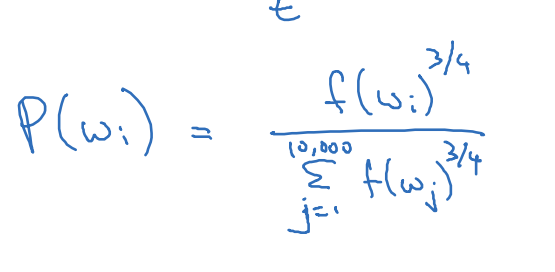 t
P(wᵢ) = f(wᵢ)^3/4 / Σ_{j=1}^{10,000} f(wⱼ)^3/4